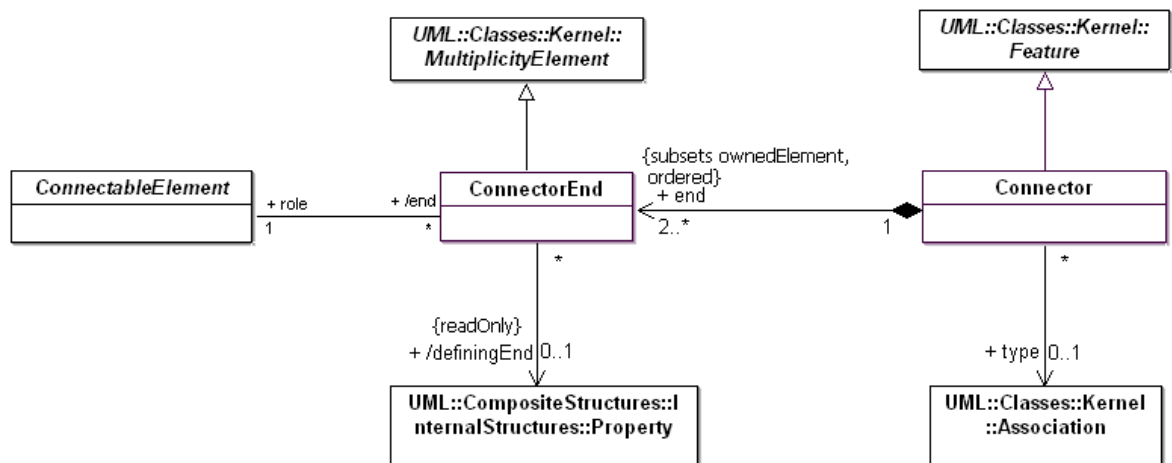 UML::Classes::Kernel::
MultiplicityElement
UML::Classes::Kernel::
Feature
ConnectableElement
+ role
1
+ /end
*
ConnectorEnd
{subsets ownedElement,
ordered}
+ end
2..*
1
Connector
*
{readOnly}
+ /definingEnd
0..1
*
+ type
0..1
UML::CompositeStructures::I
nternalStructures::Property
UML::Classes::Kernel
::Association